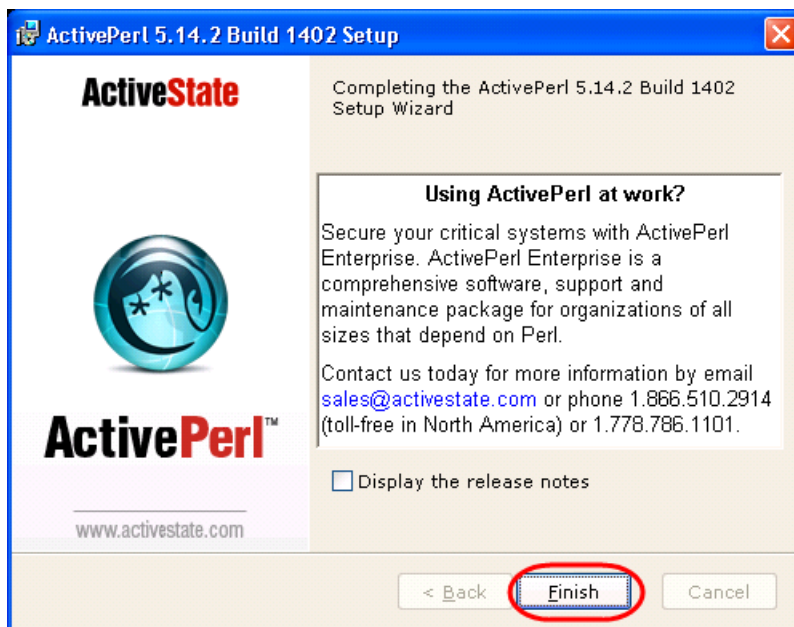 ActivePerl 5.14.2 Build 1402 Setup
ActiveState
Completing the ActivePerl 5.14.2 Build 1402
Setup Wizard
Using ActivePerl at work?
Secure your critical systems with ActivePerl
Enterprise. ActivePerl Enterprise is a
comprehensive software, support and
maintenance package for organizations of all
sizes that depend on Perl.
Contact us today for more information by email
sales@activestate.com or phone 1.866.510.2914
(toll-free in North America) or 1.778.786.1101.
ActivePerl™
www.activestate.com
Display the release notes
< Back
Finish
Cancel